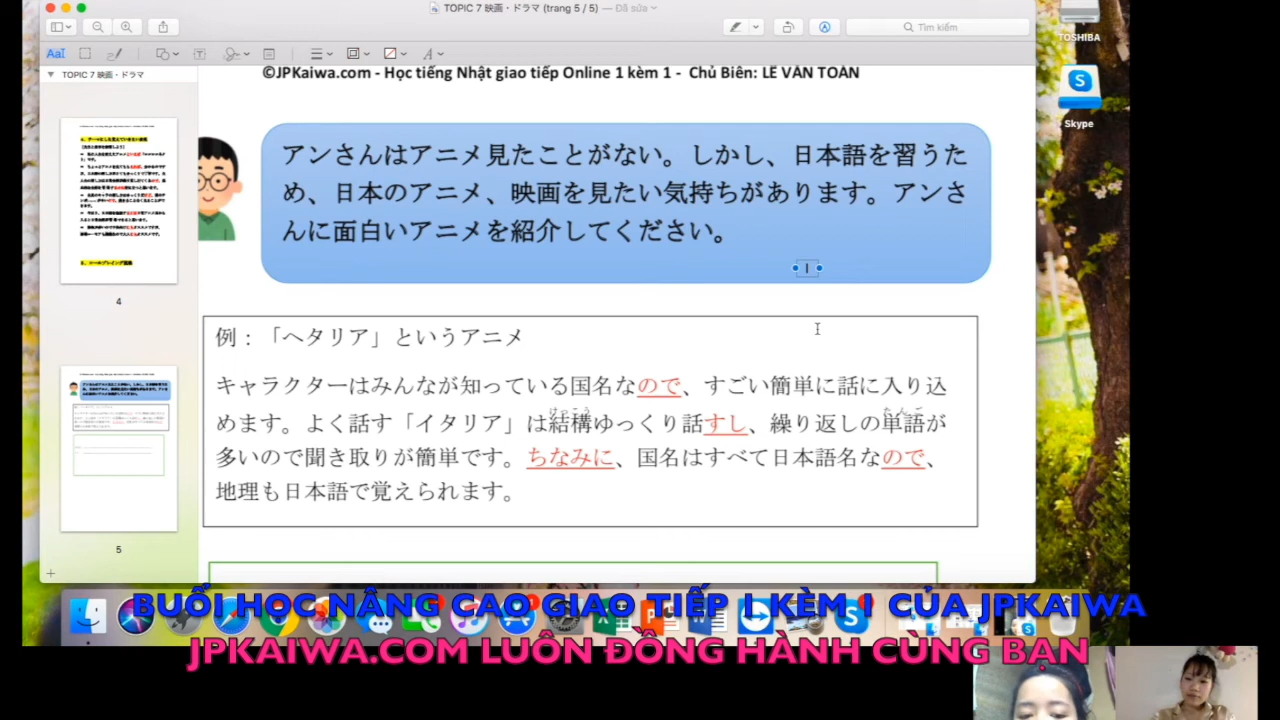 TOPIC 7 映画・ドラマ (trang 5 / 5) — Đã sửa
Tìm kiếm
TOSHIBA
TOPIC 7 映画・ドラマ
©JPKaiwa.com - Học tiếng Nhật giao tiếp Online 1 kèm 1 - Chủ Biên: LÊ VĂN TOÀN
Skype
アンさんはアニメ見たことがない。しかし、日本語を習うた
め、日本のアニメ、映画を見たい気持ちがあります。アンさ
んに面白いアニメを紹介してください。
4
例：「ヘタリア」というアニメ
キャラクターはみんなが知っている国名なので、すごい簡単に話に入り込
めます。よく話す「イタリア」は結構ゆっくり話すし、繰り返しの単語が
多いので聞き取りが簡単です。ちなみに、国名はすべて日本語名なので、
地理も日本語で覚えられます。
5
BUỔI HỌC NÂNG CAO GIAO TIẾP 1 KÈM 1 CỦA JPKAIWA
JPKAIWA.COM LUÔN ĐỒNG HÀNH CÙNG BẠN